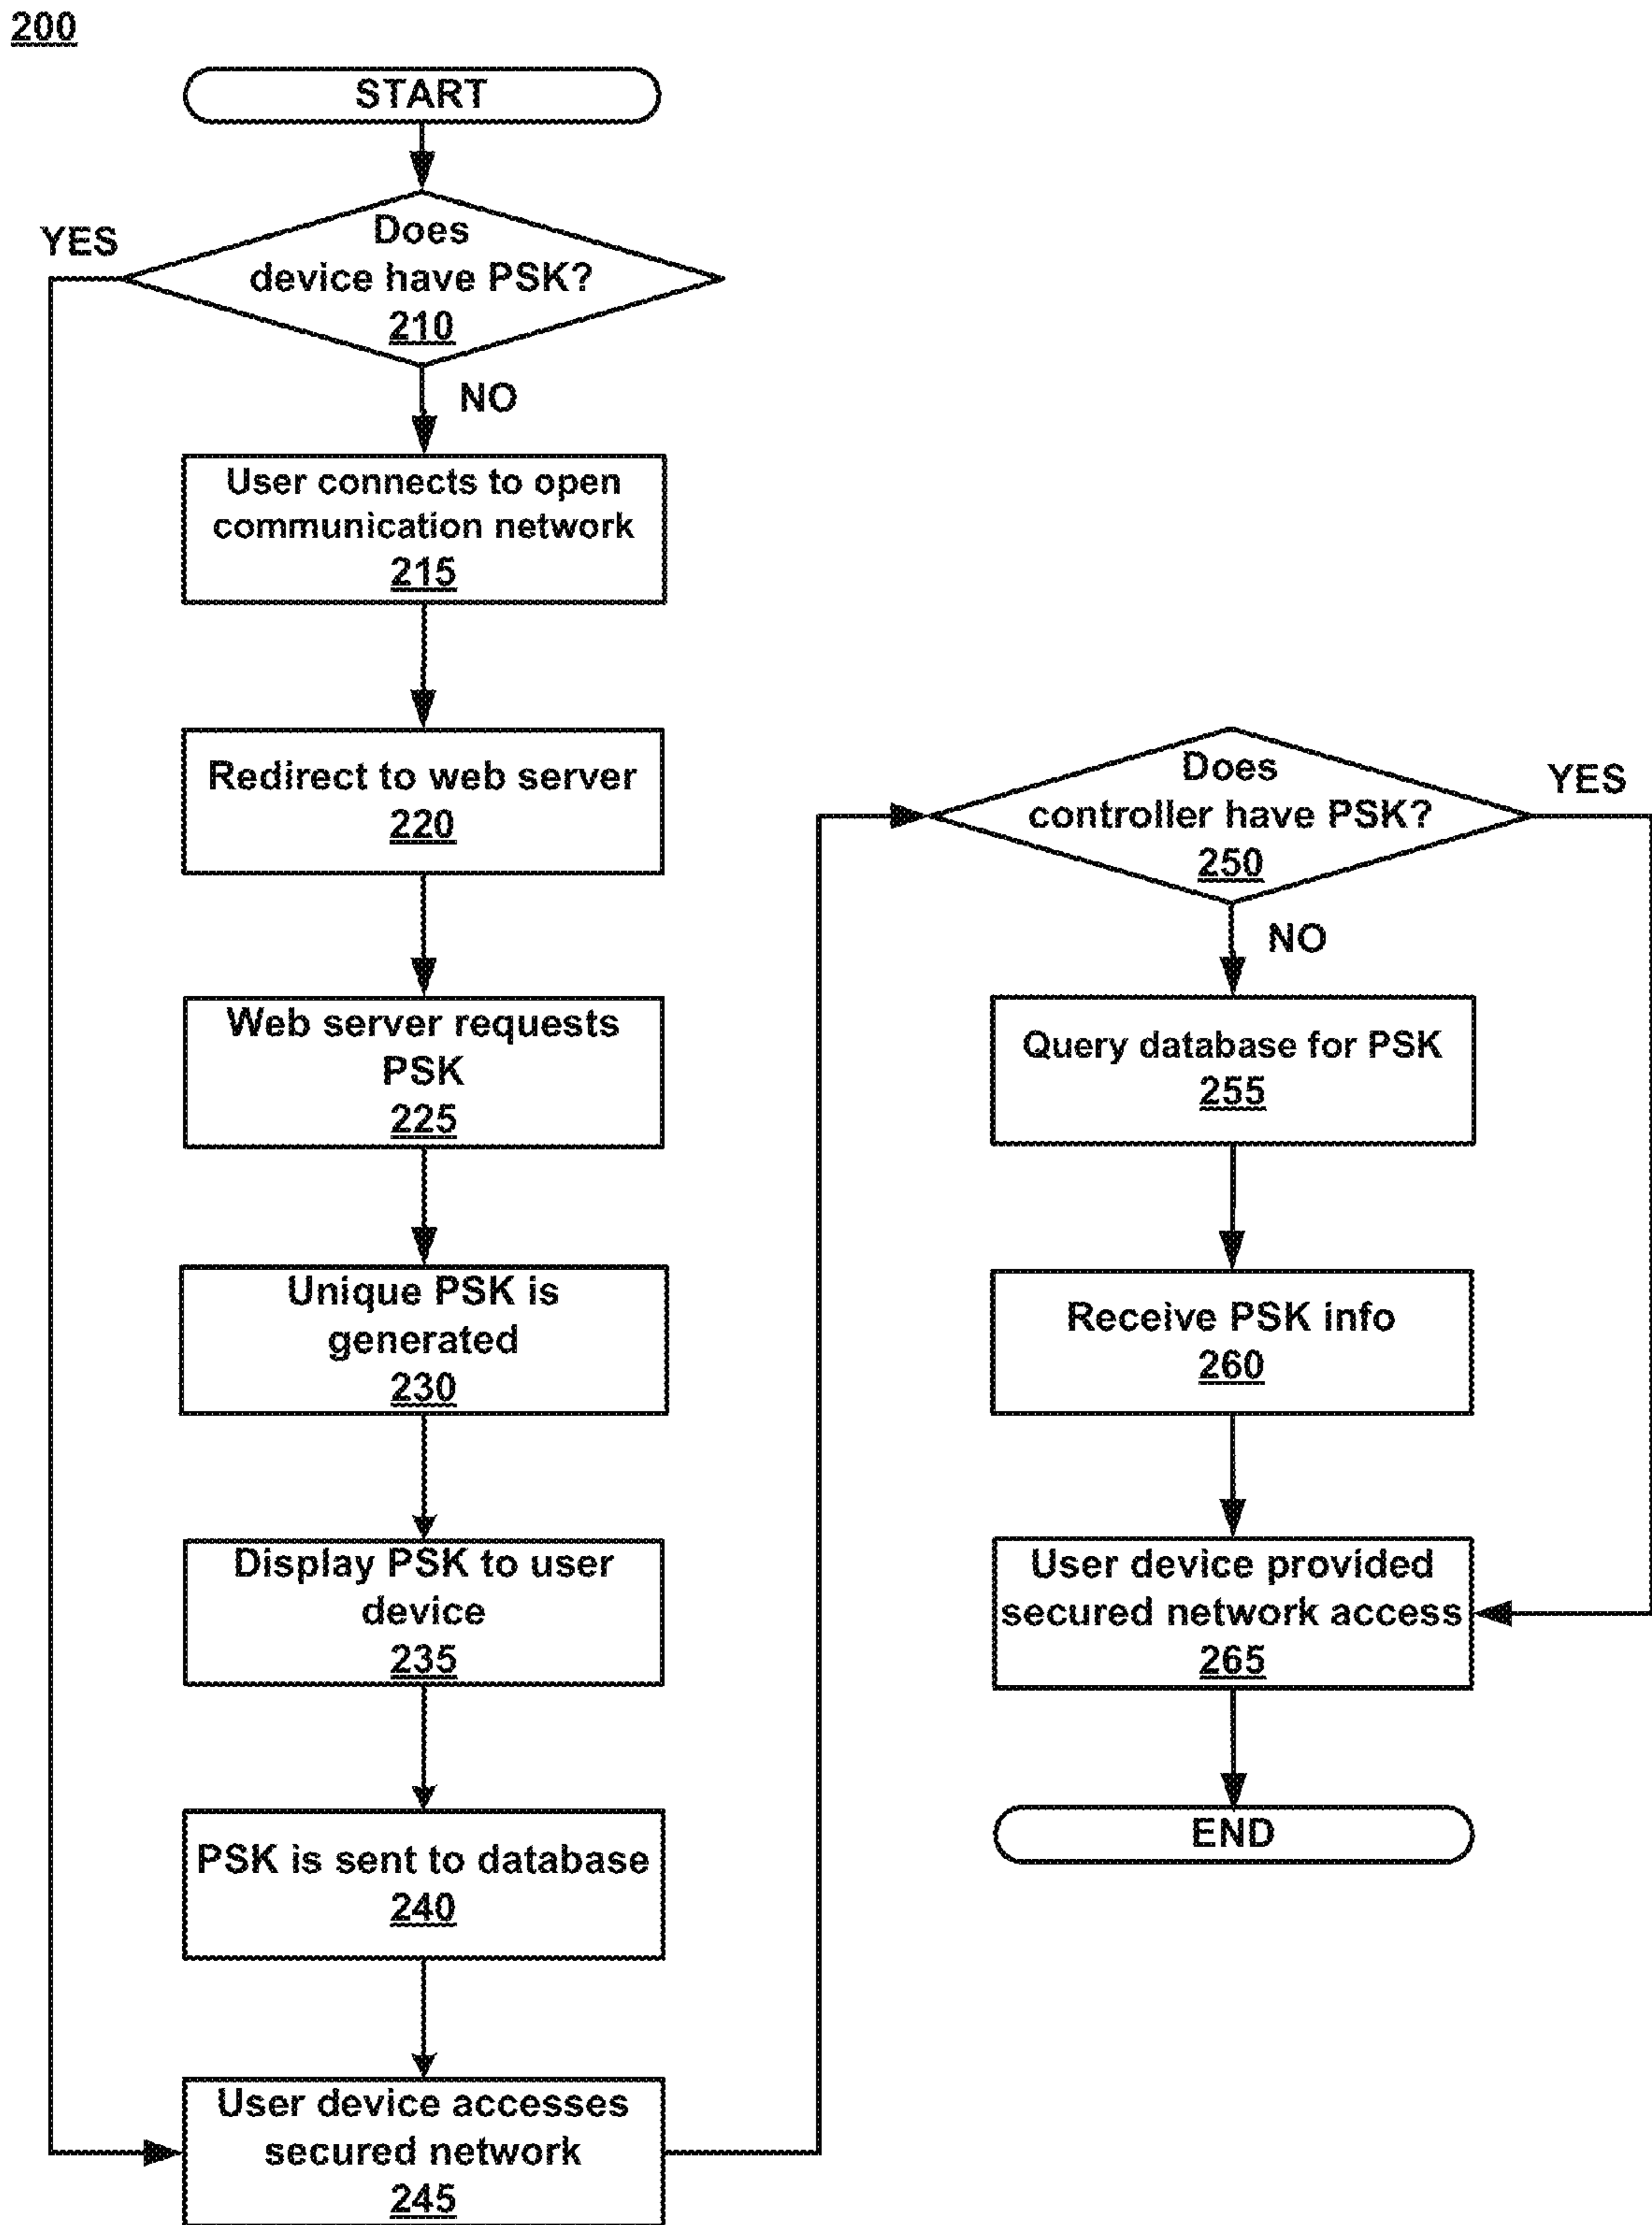 200
START
Does
device have PSK?
210
YES
NO
User connects to open
communication network
215
Redirect to web server
220
Web server requests
PSK
225
Unique PSK is
generated
230
Display PSK to user
device
235
PSK is sent to database
240
User device accesses
secured network
245
Does
controller have PSK?
250
YES
NO
Query database for PSK
255
Receive PSK info
260
User device provided
secured network access
265
END